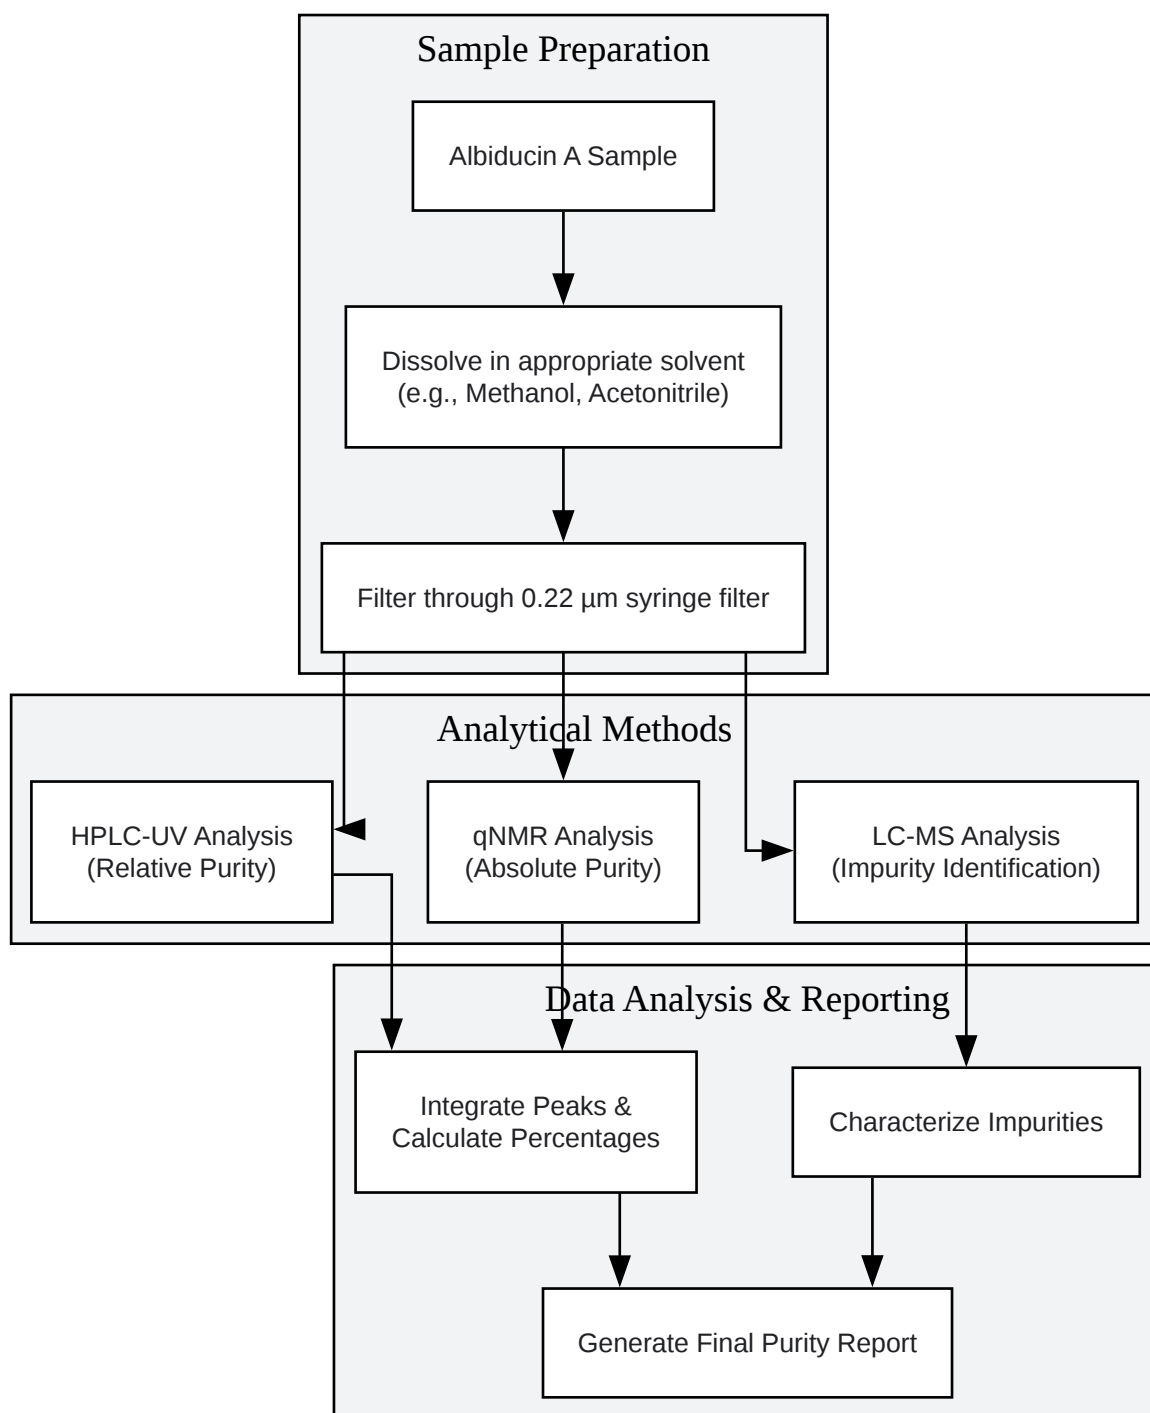 Sample Preparation
Albiducin A Sample
Dissolve in appropriate solvent
(e.g., Methanol, Acetonitrile)
Filter through 0.22 µm syringe filter
Analytical Methods
HPLC-UV Analysis
(Relative Purity)
qNMR Analysis
(Absolute Purity)
LC-MS Analysis
(Impurity Identification)
Data Analysis & Reporting
Integrate Peaks &
Calculate Percentages
Characterize Impurities
Generate Final Purity Report